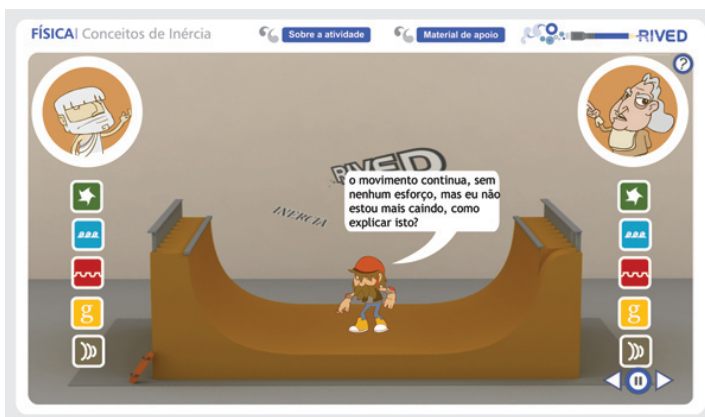 FÍSICA| Conceitos de Inércia
Sobre a atividade
Material de apoio
RIVED
?
RIVED
INÉRCIA
o movimento continua, sem
nenhum esforço, mas eu não
estou mais caindo, como
explicar isto?
g
g